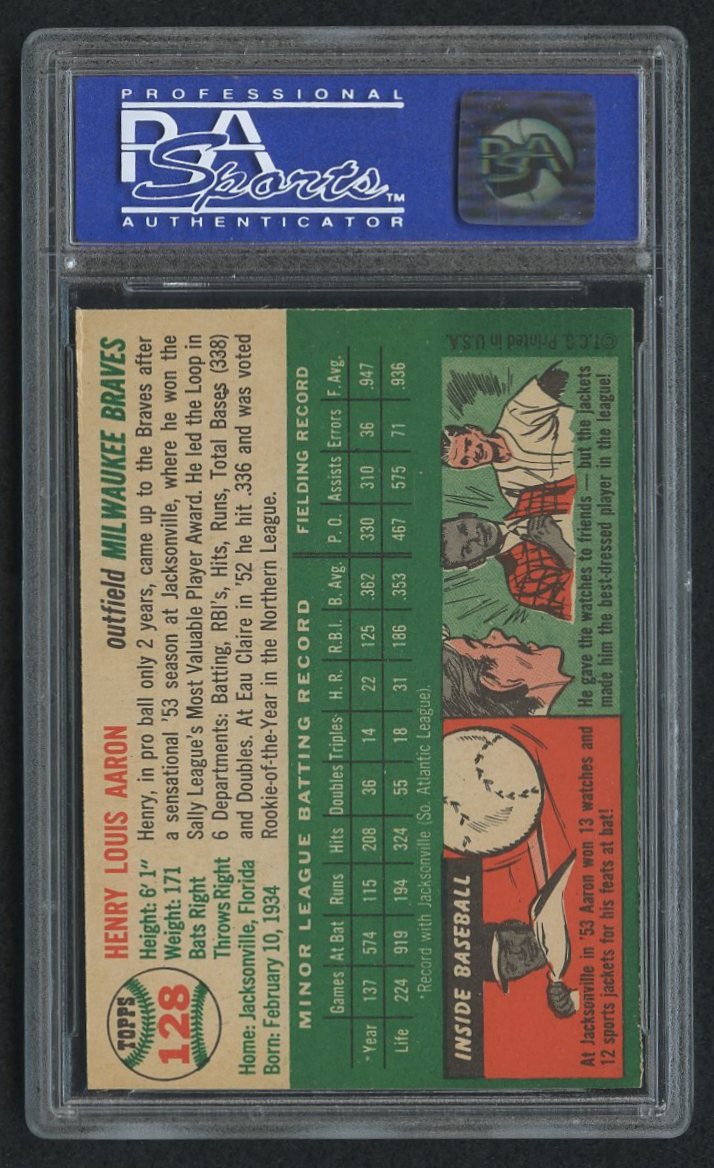 PROFESSIONAL
PSA
Sports™
AUTHENTICATOR
PSA
TOPPS
128
HENRY LOUIS AARON
outfield MILWAUKEE BRAVES
Height: 6' 1"
Weight: 171
Bats Right
Throws Right
Home: Jacksonville, Florida
Born: February 10, 1934
Henry, in pro ball only 2 years, came up to the Braves after
a sensational '53 season at Jacksonville, where he won the
Sally League's Most Valuable Player Award. He led the Loop in
6 Departments: Batting, RBI's, Hits, Runs, Total Bases (338)
and Doubles. At Eau Claire in '52 he hit .336 and was voted
Rookie-of-the-Year in the Northern League.
MINOR LEAGUE BATTING RECORD FIELDING RECORD
Games At Bat Runs Hits Doubles Triples H. R. R.B.I. B. Avg. P. O. Assists Errors F. Avg.
*Year 137 574 115 208 36 14 22 125 .362 330 310 36 .947
Life 224 919 194 324 55 18 31 186 .353 467 575 71 .936
*Record with Jacksonville (So. Atlantic League).
©T.C.G. Printed in U.S.A.
INSIDE BASEBALL
At Jacksonville in '53 Aaron won 13 watches and
12 sports jackets for his feats at bat!
He gave the watches to friends — but the jackets
made him the best-dressed player in the league!